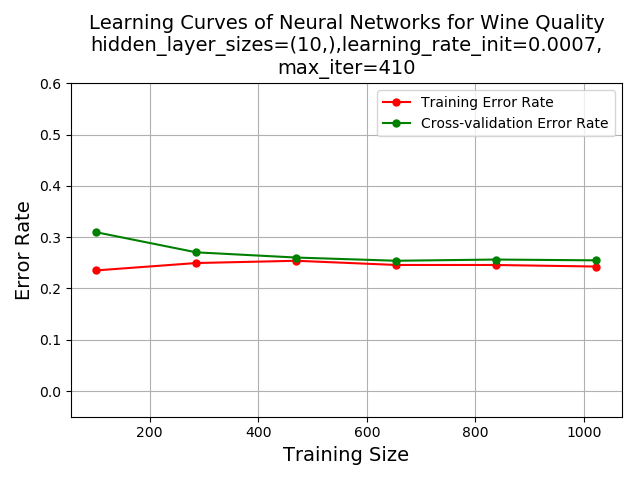 Learning Curves of Neural Networks for Wine Quality
hidden_layer_sizes=(10,),learning_rate_init=0.0007,
max_iter=410
Training Error Rate
Cross-validation Error Rate
Error Rate
0.6
0.5
0.4
0.3
0.2
0.1
0.0
200 400 600 800 1000
Training Size